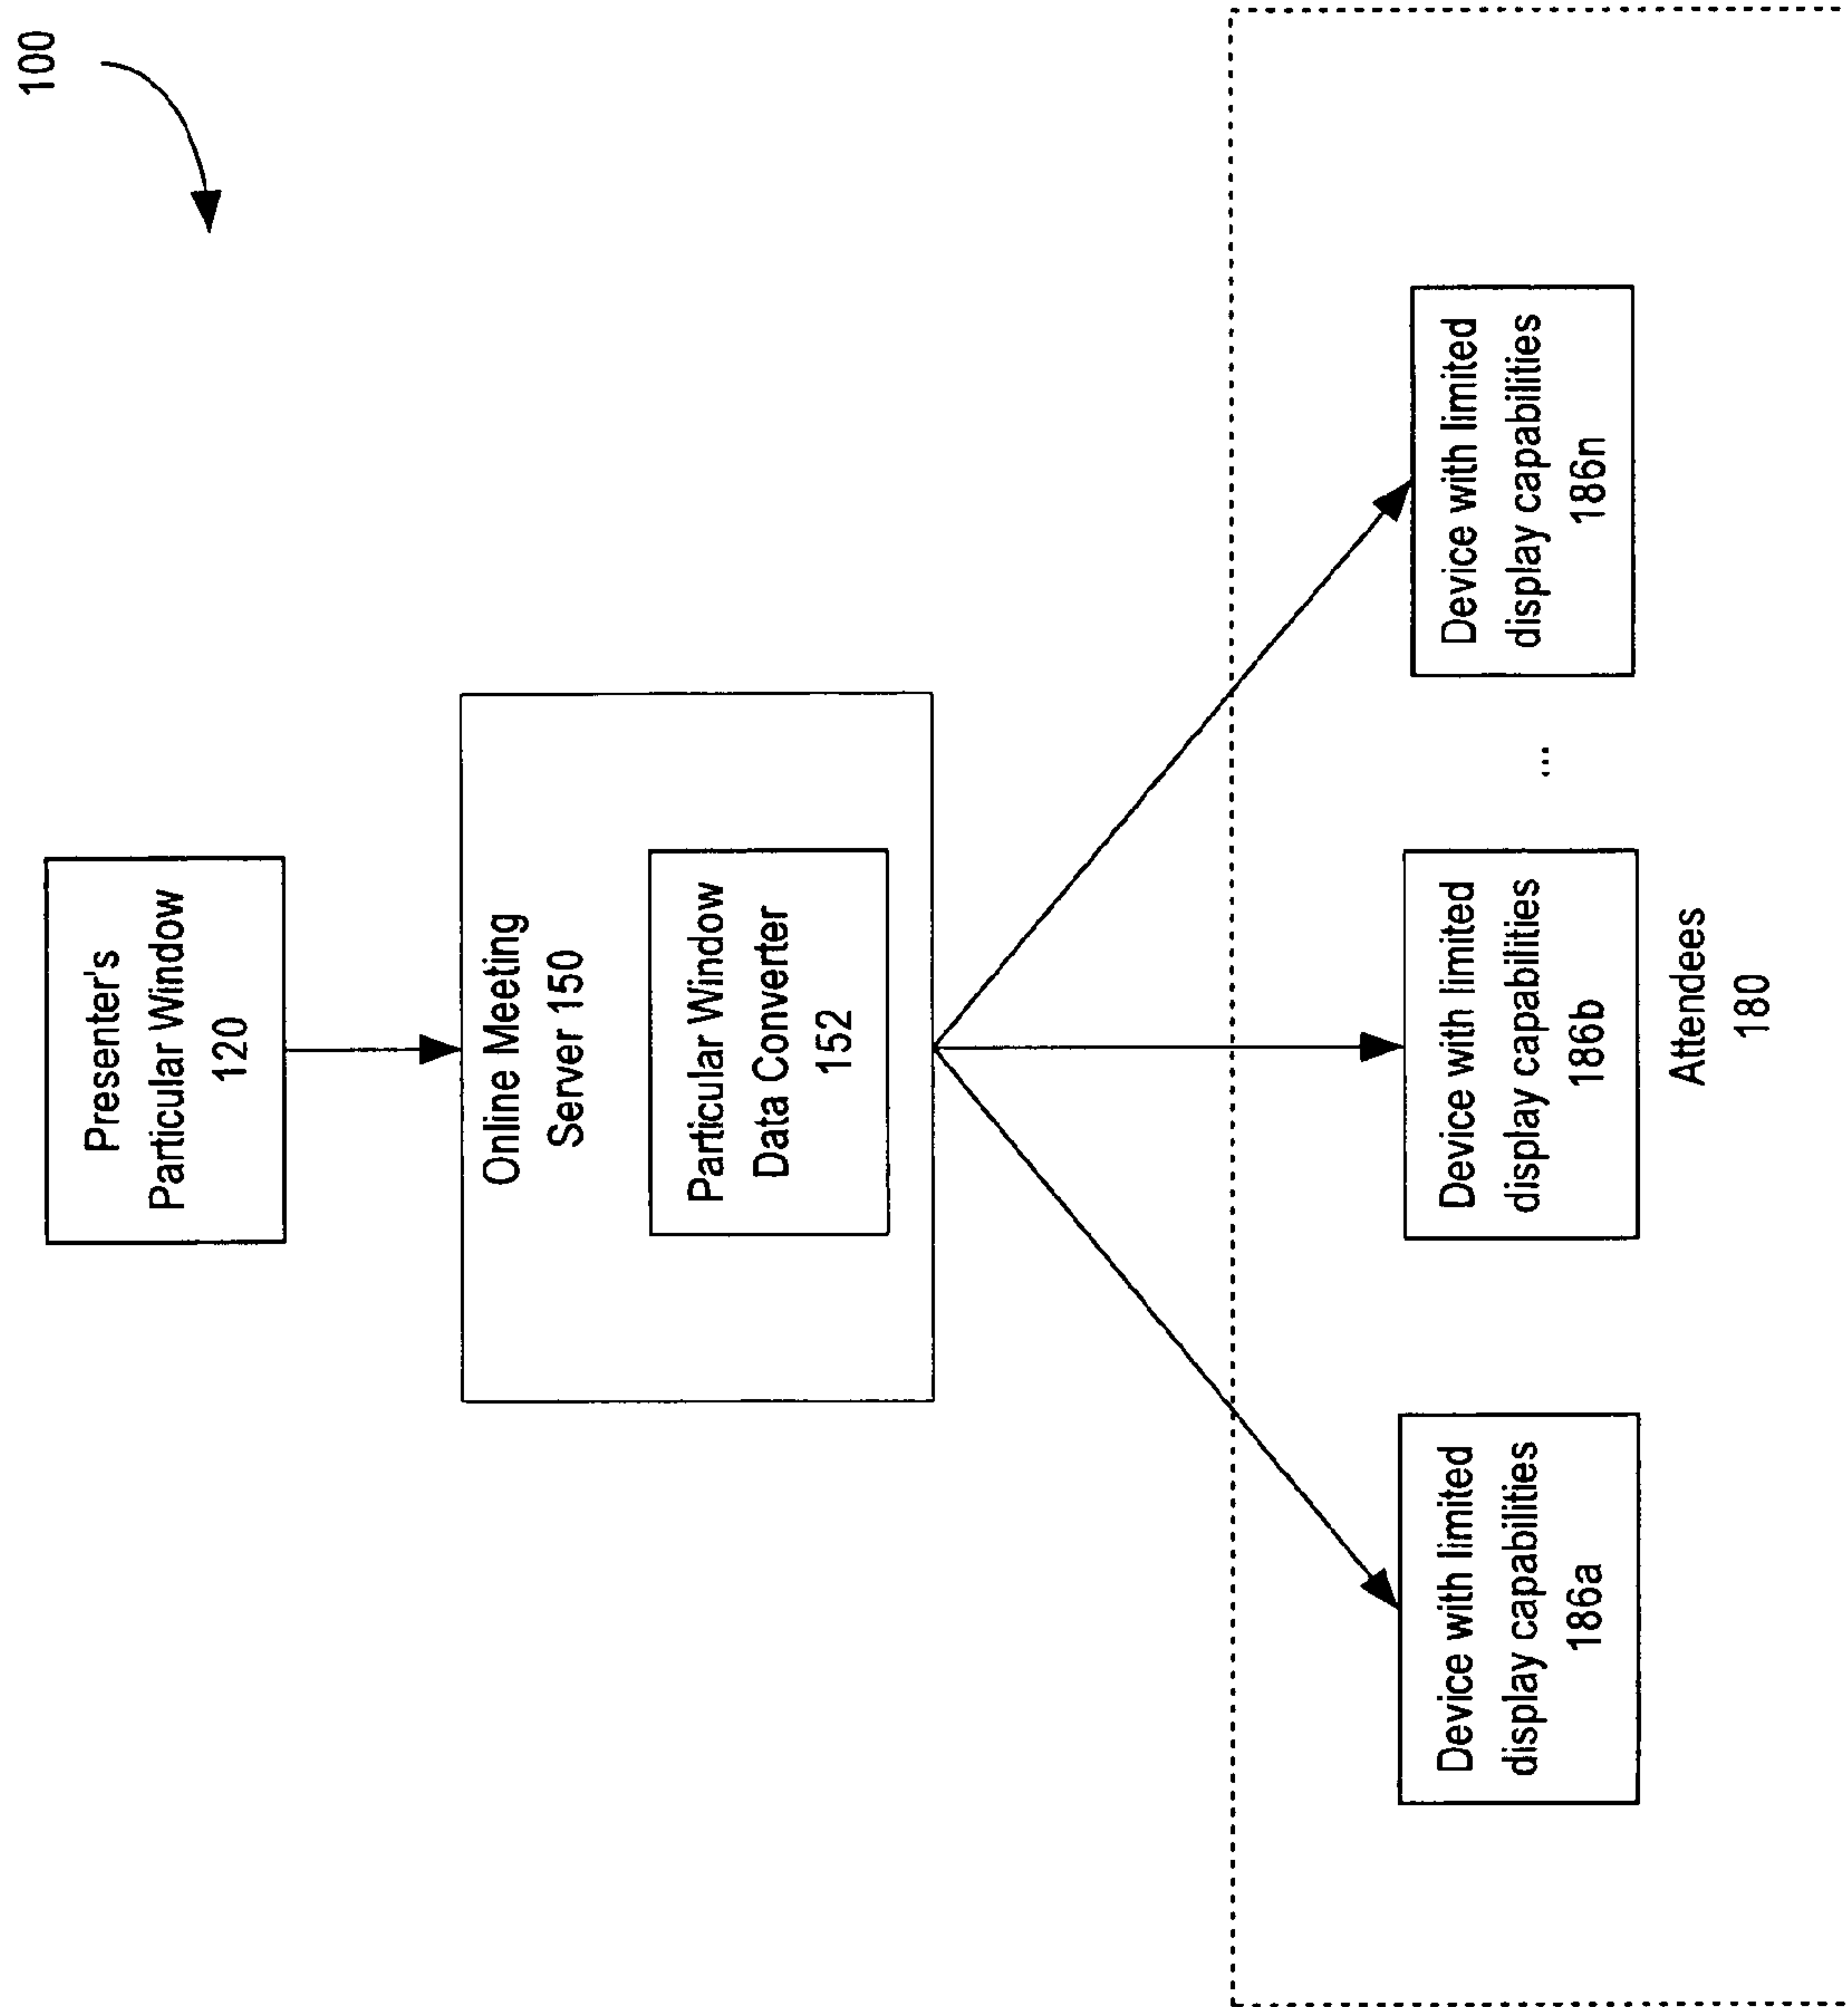 100
Presenter's
Particular Window
120
Online Meeting
Server 150
Particular Window
Data Converter
152
Device with limited
display capabilities
186a
Device with limited
display capabilities
186b
...
Device with limited
display capabilities
186n
Attendees
180